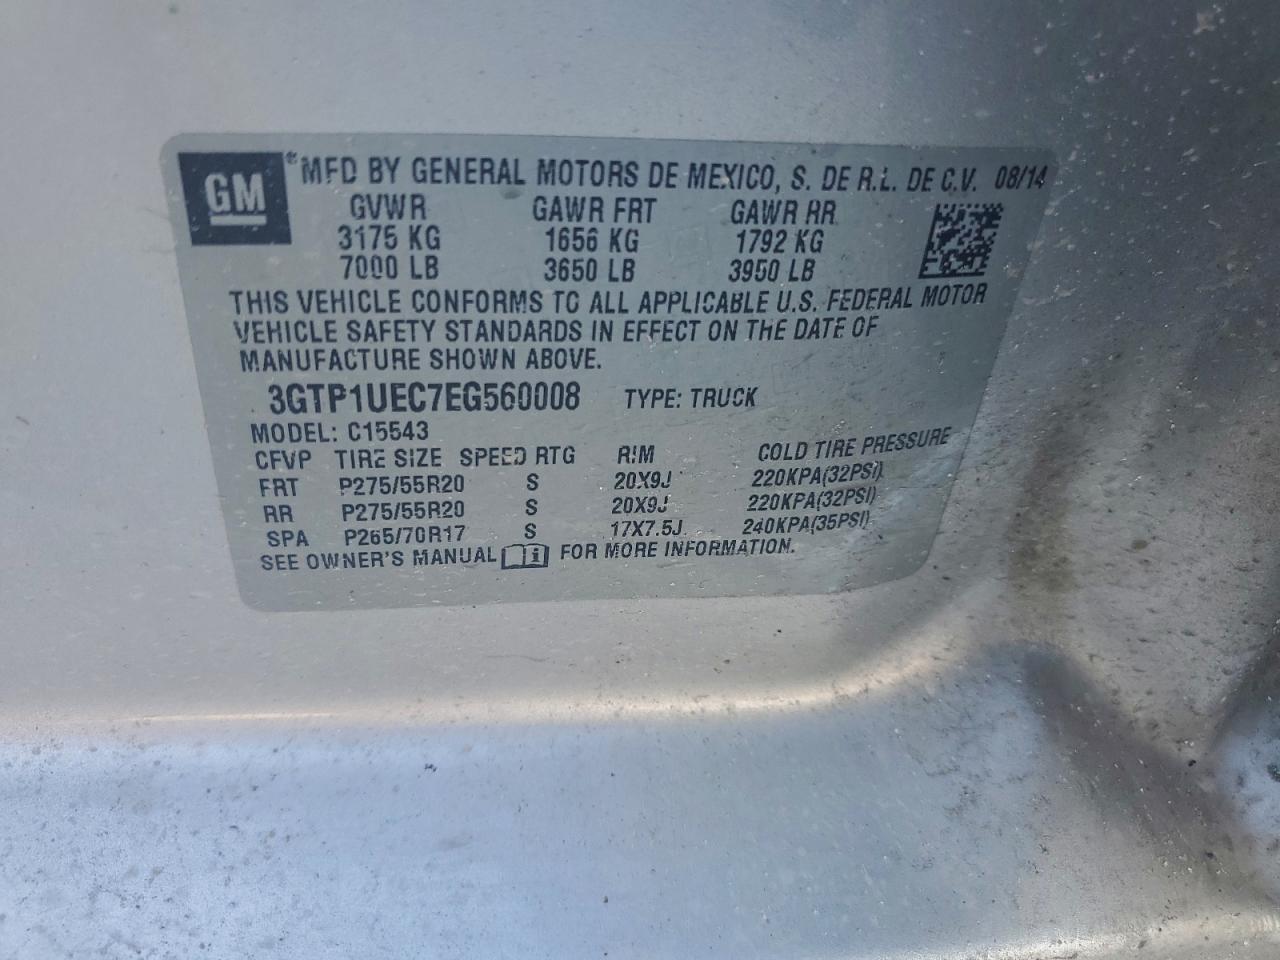 GM
MFD BY GENERAL MOTORS DE MEXICO, S. DE R.L. DE C.V. 08/14
GVWR GAWR FRT GAWR RR
3175 KG 1656 KG 1792 KG
7000 LB 3650 LB 3950 LB
THIS VEHICLE CONFORMS TO ALL APPLICABLE U.S. FEDERAL MOTOR
VEHICLE SAFETY STANDARDS IN EFFECT ON THE DATE OF
MANUFACTURE SHOWN ABOVE.
3GTP1UEC7EG560008 TYPE: TRUCK
MODEL: C15543
CFVP TIRE SIZE SPEED RTG RIM COLD TIRE PRESSURE
FRT P275/55R20 S 20X9J 220KPA(32PSI)
RR P275/55R20 S 20X9J 220KPA(32PSI)
SPA P265/70R17 S 17X7.5J 240KPA(35PSI)
SEE OWNER'S MANUAL FOR MORE INFORMATION.